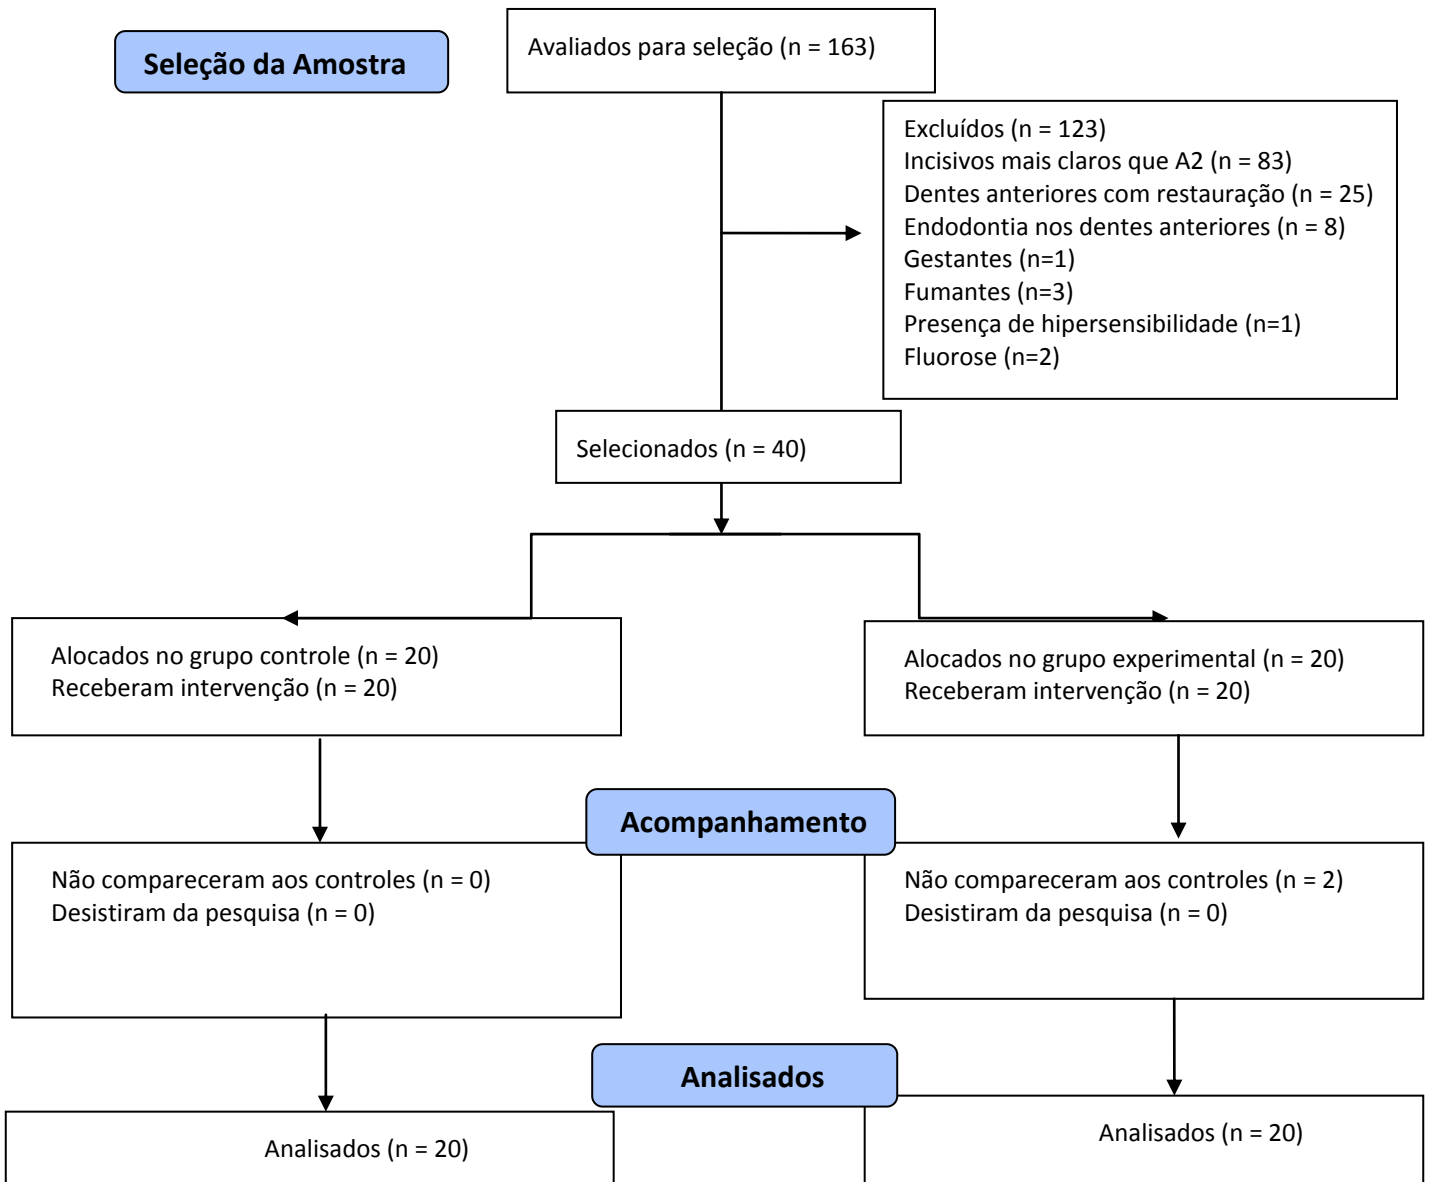 Seleção da Amostra
Avaliados para seleção (n = 163)
Excluídos (n = 123)
Incisivos mais claros que A2 (n = 83)
Dentes anteriores com restauração (n = 25)
Endodontia nos dentes anteriores (n = 8)
Gestantes (n=1)
Fumantes (n=3)
Presença de hipersensibilidade (n=1)
Fluorose (n=2)
Selecionados (n = 40)
Alocados no grupo controle (n = 20)
Receberam intervenção (n = 20)
Alocados no grupo experimental (n = 20)
Receberam intervenção (n = 20)
Acompanhamento
Não compareceram aos controles (n = 0)
Desistiram da pesquisa (n = 0)
Não compareceram aos controles (n = 2)
Desistiram da pesquisa (n = 0)
Analisados
Analisados (n = 20)
Analisados (n = 20)